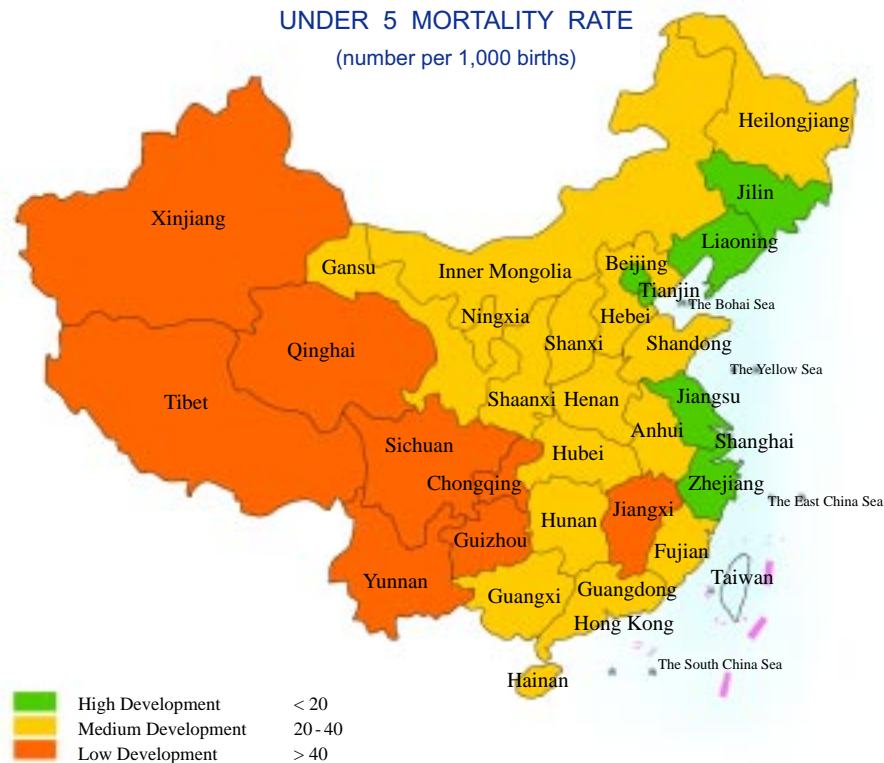 UNDER 5 MORTALITY RATE
(number per 1,000 births)
Heilongjiang
Jilin
Xinjiang
Liaoning
Gansu
Inner Mongolia
Beijing
Tianjin
The Bohai Sea
Ningxia
Hebei
Qinghai
Shanxi
Shandong
The Yellow Sea
Tibet
Shaanxi
Henan
Jiangsu
Sichuan
Anhui
Shanghai
Hubei
Chongqing
Zhejiang
The East China Sea
Jiangxi
Hunan
Guizhou
Fujian
Yunnan
Taiwan
Guangxi
Guangdong
Hong Kong
The South China Sea
Hainan
High Development < 20
Medium Development 20-40
Low Development > 40